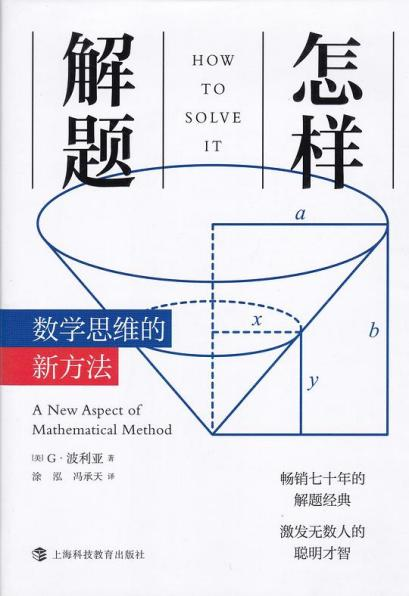 怎样
解题
HOW
TO
SOLVE
IT
a
x
b
y
数学思维的
新方法
A New Aspect of
Mathematical Method
[美] G·波利亚 著
涂 泓 冯承天 译
畅销七十年的
解题经典
激发无数人的
聪明才智
上海科技教育出版社